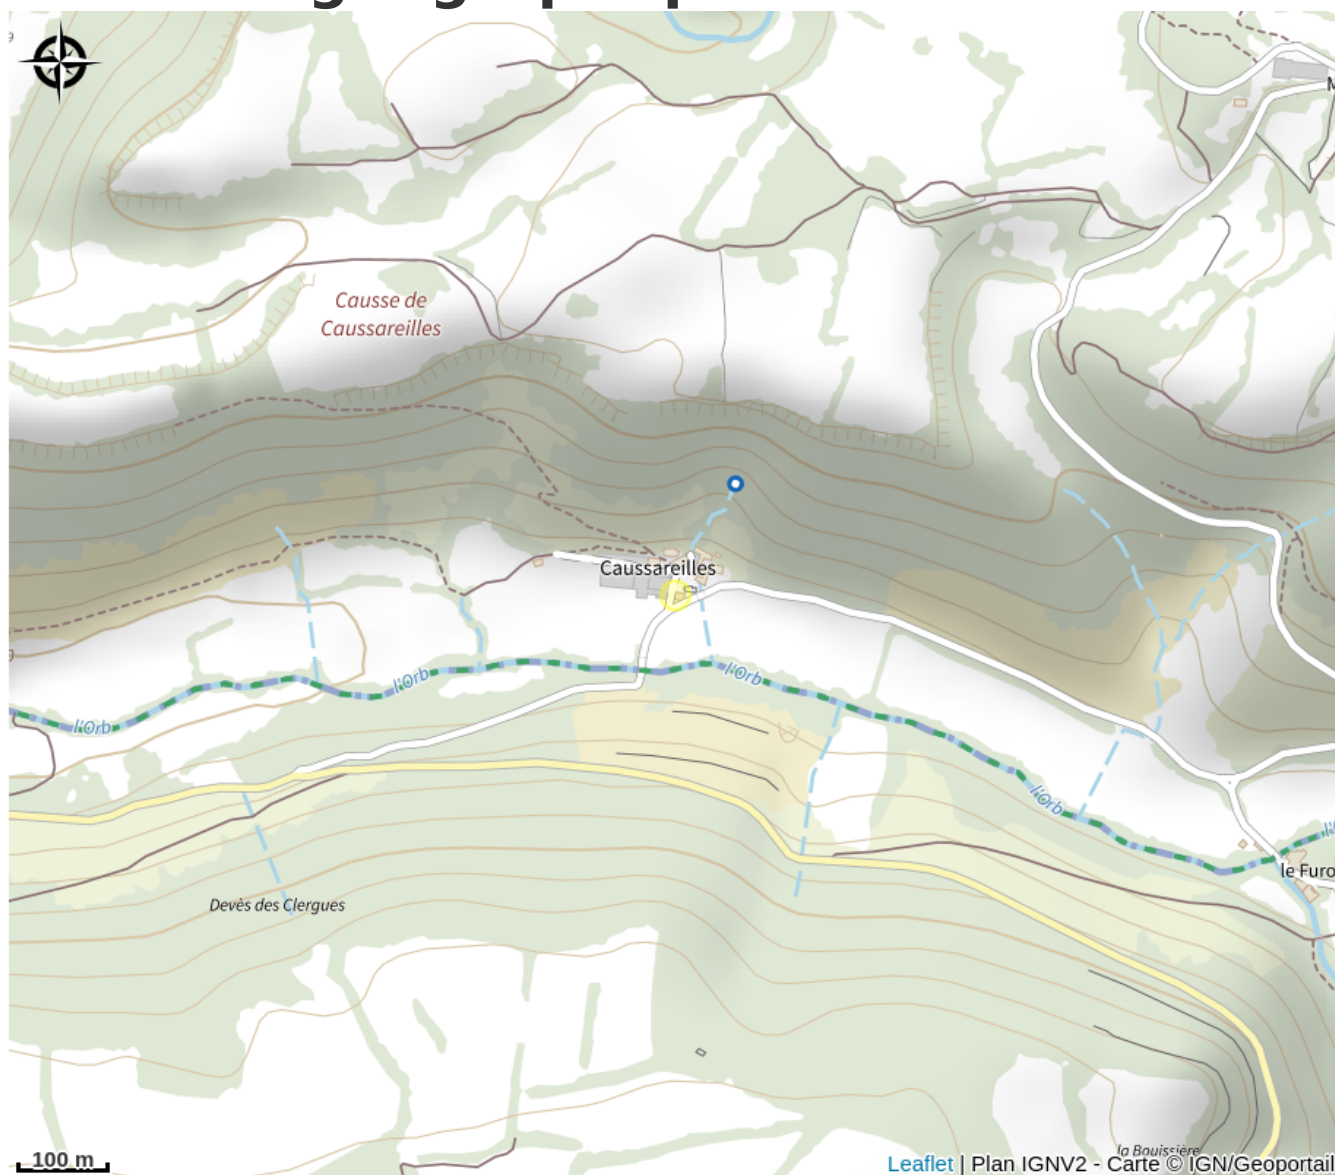 Causse de
Caussareilles
Caussareilles
l'Orb
l'Orb
l'Orb
l'Orb
le Furo
Devès des Clergues
la Bouissière
100 m
Leaflet | Plan IGNV2 - Carte © IGN/Geoportail